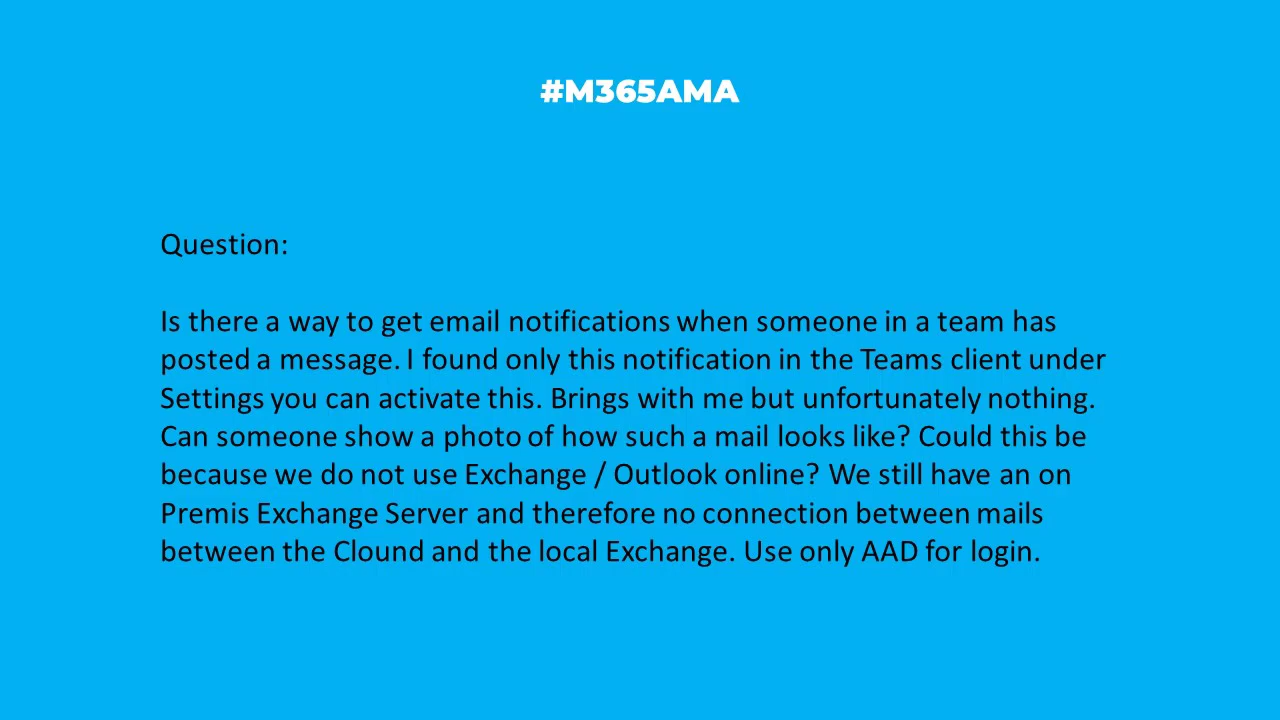 #M365AMA
Question:
Is there a way to get email notifications when someone in a team has
posted a message. I found only this notification in the Teams client under
Settings you can activate this. Brings with me but unfortunately nothing.
Can someone show a photo of how such a mail looks like? Could this be
because we do not use Exchange / Outlook online? We still have an on
Premis Exchange Server and therefore no connection between mails
between the Clound and the local Exchange. Use only AAD for login.